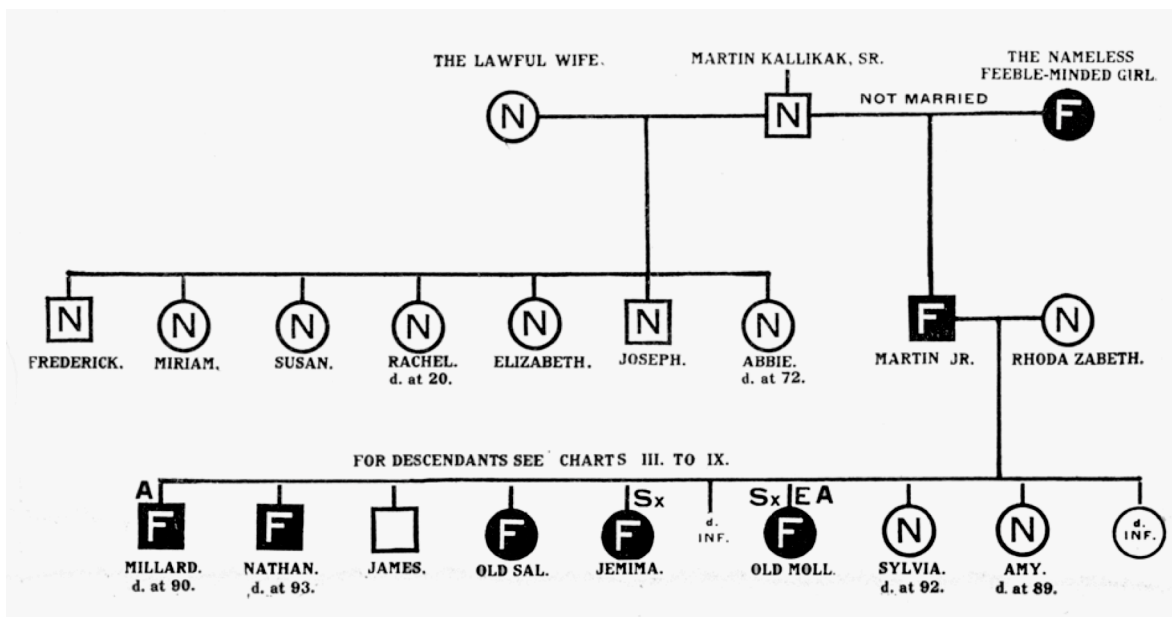 THE LAWFUL WIFE.
MARTIN KALLIKAK, SR.
THE NAMELESS
FEEBLE-MINDED GIRL.
N
N
NOT MARRIED
F
N
N
N
N
N
N
N
F
N
FREDERICK.
MIRIAM.
SUSAN.
RACHEL.
d. at 20.
ELIZABETH.
JOSEPH.
ABBIE.
d. at 72.
MARTIN JR.
RHODA ZABETH.
FOR DESCENDANTS SEE CHARTS III. TO IX.
A
Sx
Sx E A
F
F
F
F
d.
INF.
F
N
N
d.
INF.
MILLARD.
d. at 90.
NATHAN.
d. at 93.
JAMES.
OLD SAL.
JEMIMA.
OLD MOLL.
SYLVIA.
d. at 92.
AMY.
d. at 89.